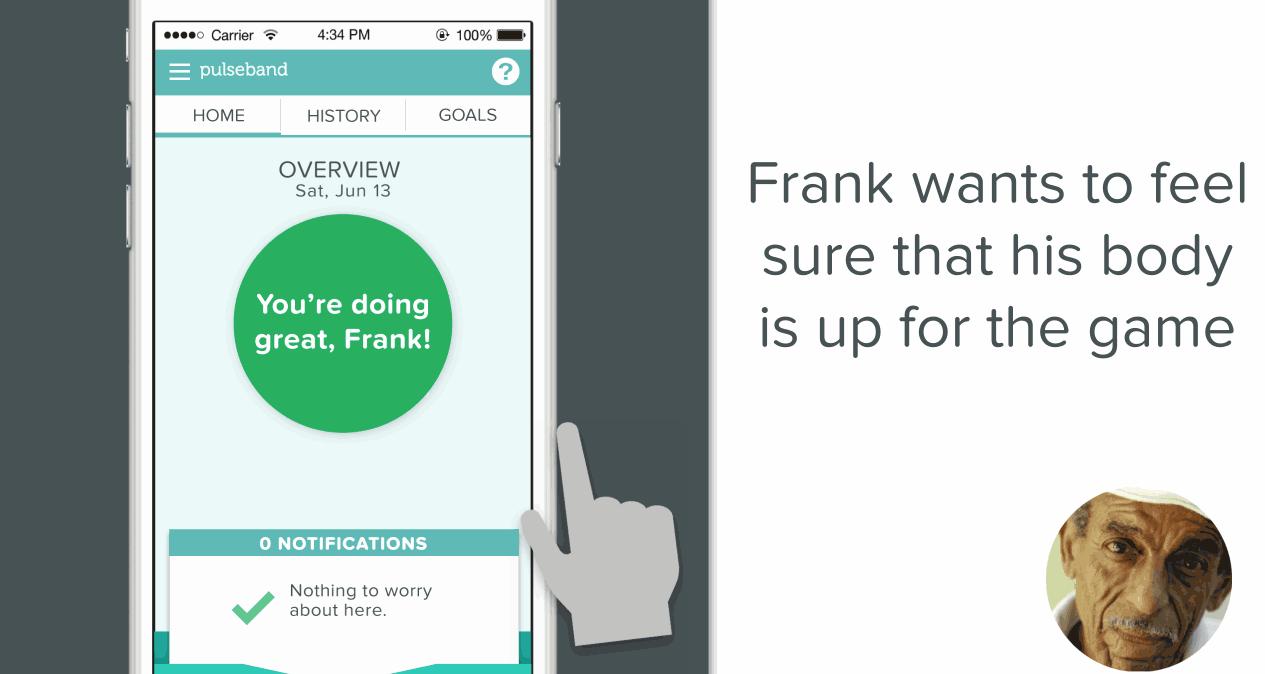 Carrier 4:34 PM 100%
pulseband ?
HOME HISTORY GOALS
OVERVIEW
Sat, Jun 13
You're doing
great, Frank!
0 NOTIFICATIONS
Nothing to worry
about here.
Frank wants to feel
sure that his body
is up for the game